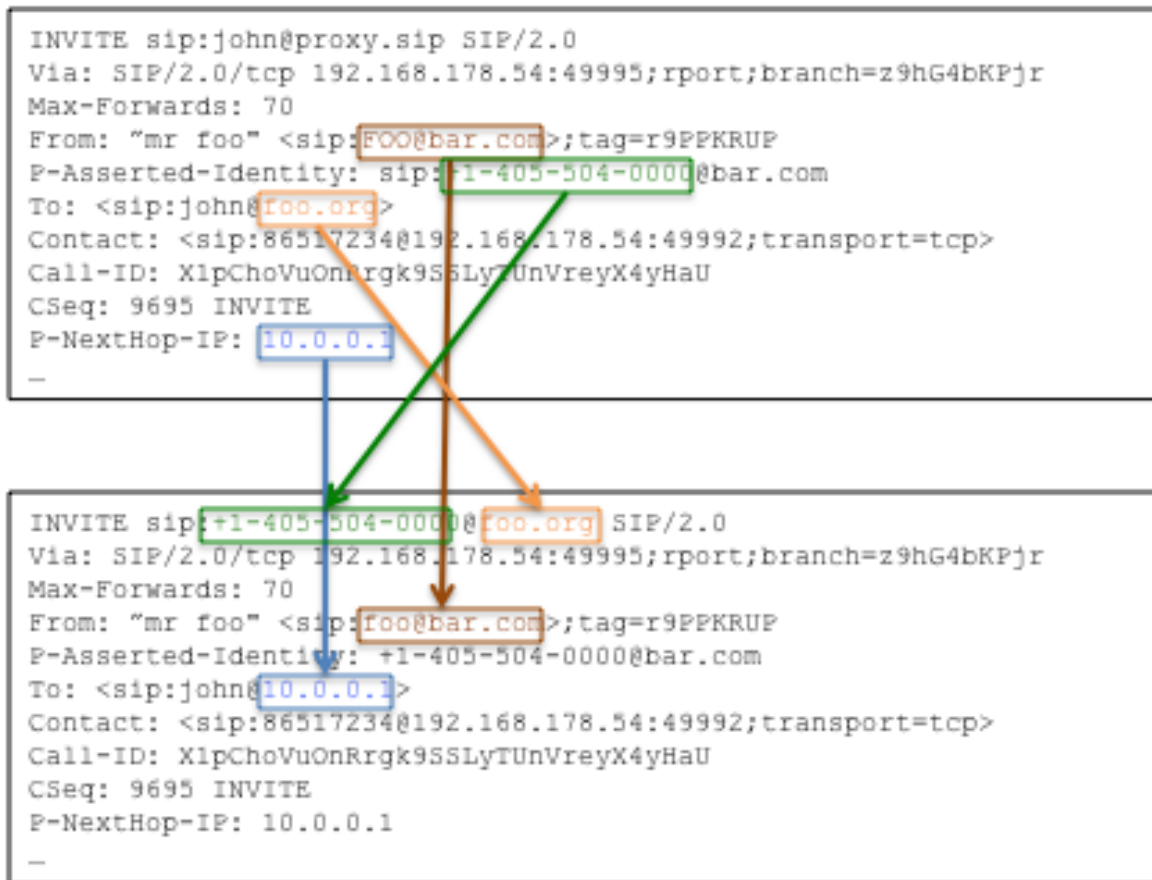 INVITE sip:john@proxy.sip SIP/2.0
Via: SIP/2.0/tcp 192.168.178.54:49995;rport;branch=z9hG4bKPjr
Max-Forwards: 70
From: ”mr foo" <sip:FOO@bar.com>;tag=r9PPKRUP
P-Asserted-Identity: sip:+1-405-504-0000@bar.com
To: <sip:john@foo.org>
Contact: <sip:86517234@192.168.178.54:49992;transport=tcp>
Call-ID: X1pChoVuOnRrgk9SSLyTUnVreyX4yHaU
CSeq: 9695 INVITE
P-NextHop-IP: 10.0.0.1
_
INVITE sip:+1-405-504-0000@foo.org SIP/2.0
Via: SIP/2.0/tcp 192.168.178.54:49995;rport;branch=z9hG4bKPjr
Max-Forwards: 70
From: ”mr foo" <sip:foo@bar.com>;tag=r9PPKRUP
P-Asserted-Identity: +1-405-504-0000@bar.com
To: <sip:john@10.0.0.1>
Contact: <sip:86517234@192.168.178.54:49992;transport=tcp>
Call-ID: X1pChoVuOnRrgk9SSLyTUnVreyX4yHaU
CSeq: 9695 INVITE
P-NextHop-IP: 10.0.0.1
_